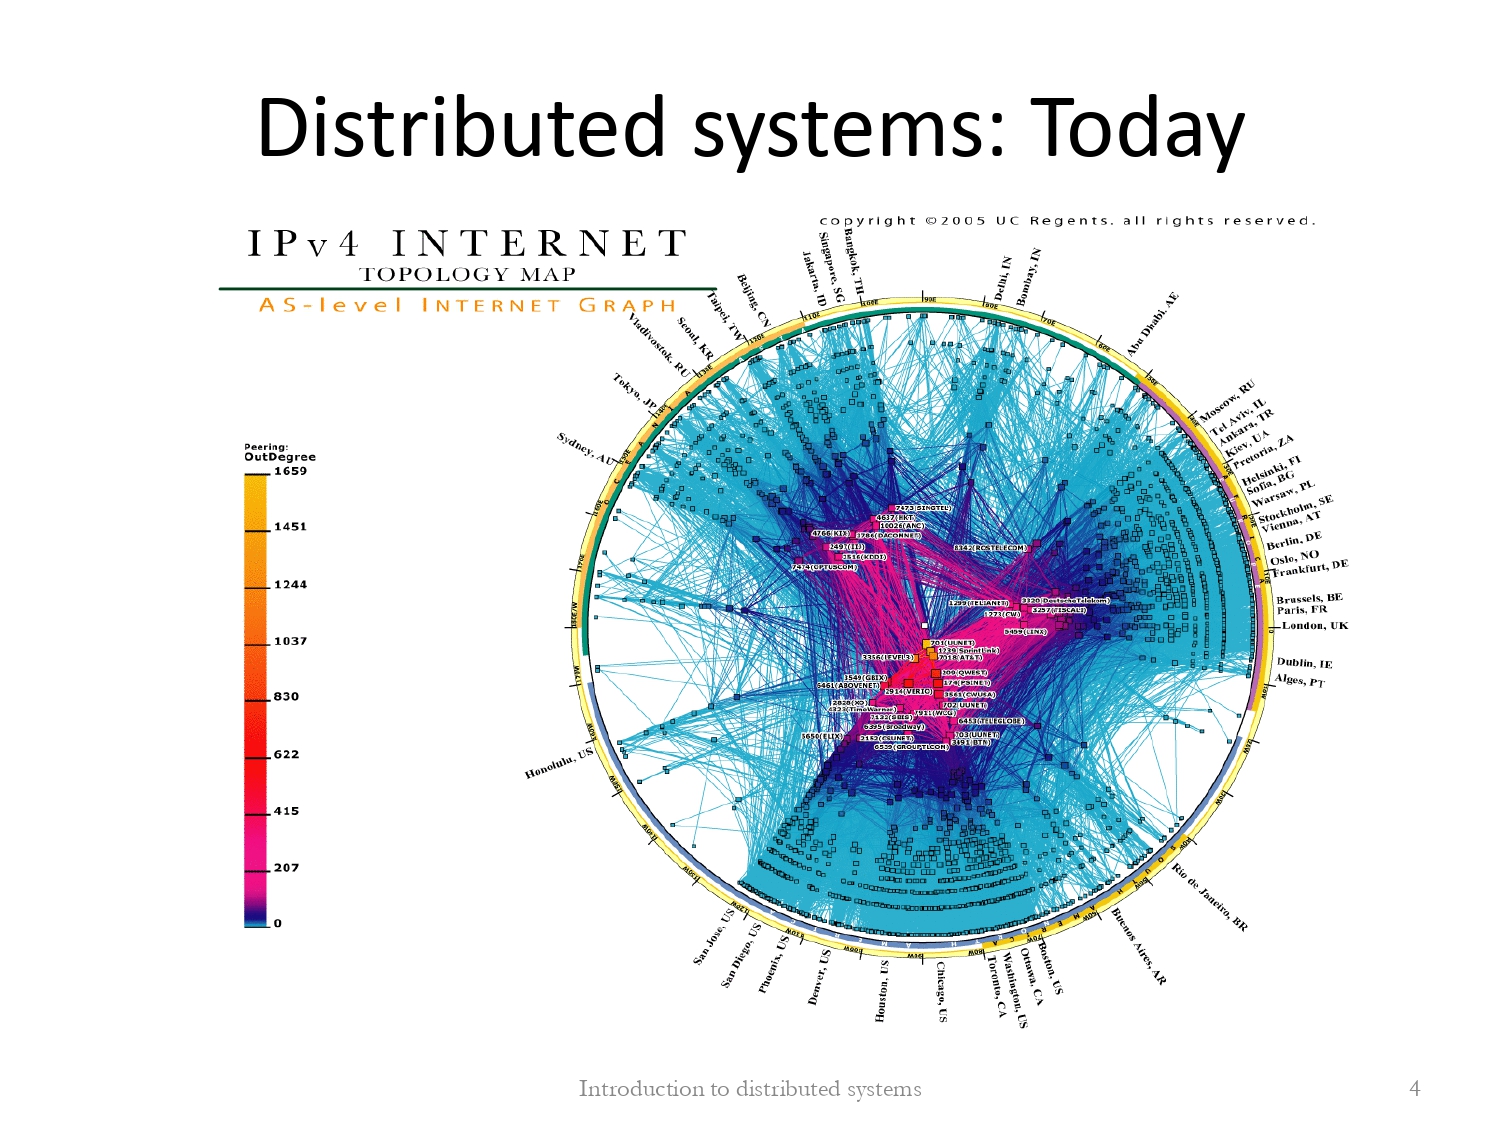 Distributed systems: Today
copyright ©2005 UC Regents. all rights reserved.
IPv4 INTERNET
TOPOLOGY MAP
AS-level INTERNET GRAPH
Peering:
OutDegree
1659
1451
1244
1037
830
622
415
207
0
Honolulu, US
Sydney, AU
Tokyo, JP
Vladivostok, RU
Seoul, KR
Taipei, TW
Beijing, CN
Jakarta, ID
Singapore, SG
Bangkok, TH
Delhi, IN
Bombay, IN
Abu Dhabi, AE
Moscow, RU
Tel Aviv, IL
Ankara, TR
Kiev, UA
Pretoria, ZA
Helsinki, FI
Sofia, BG
Warsaw, PL
Stockholm, SE
Vienna, AT
Berlin, DE
Oslo, NO
Frankfurt, DE
Brussels, BE
Paris, FR
London, UK
Dublin, IE
Alges, PT
Rio de Janeiro, BR
Buenos Aires, AR
Boston, US
Ottowa, CA
Washington, US
Toronto, CA
Chicago, US
Houston, US
Denver, US
Phoenix, US
San Diego, US
San Jose, US
7473(SINGTEL)
4637(HKT)
10026(ANC)
4766(KIX)
3786(DACOMNET)
2497(IIJ)
2516(KDDI)
7474(OPTUSCOM)
8342(ROSTELECOM)
1299(TELIANET)
3320(DeutscheTelekom)
3257(TISCALI)
1273(CW)
5459(LINX)
701(UUNET)
1239(SprintLink)
7018(AT&T)
3356(LEVEL3)
209(QWEST)
3549(GBLX)
174(PSINET)
6461(ABOVENET)
2914(VERIO)
3561(CWUSA)
2828(XO)
702(UUNET)
4323(TimeWarner)
7911(WCG)
7132(SBIS)
6453(TELEGLOBE)
6395(Broadwing)
5650(ELIX)
2152(CSUNET)
703(UUNET)
3491(BTN)
6539(GROUPTLCOM)
Introduction to distributed systems
4